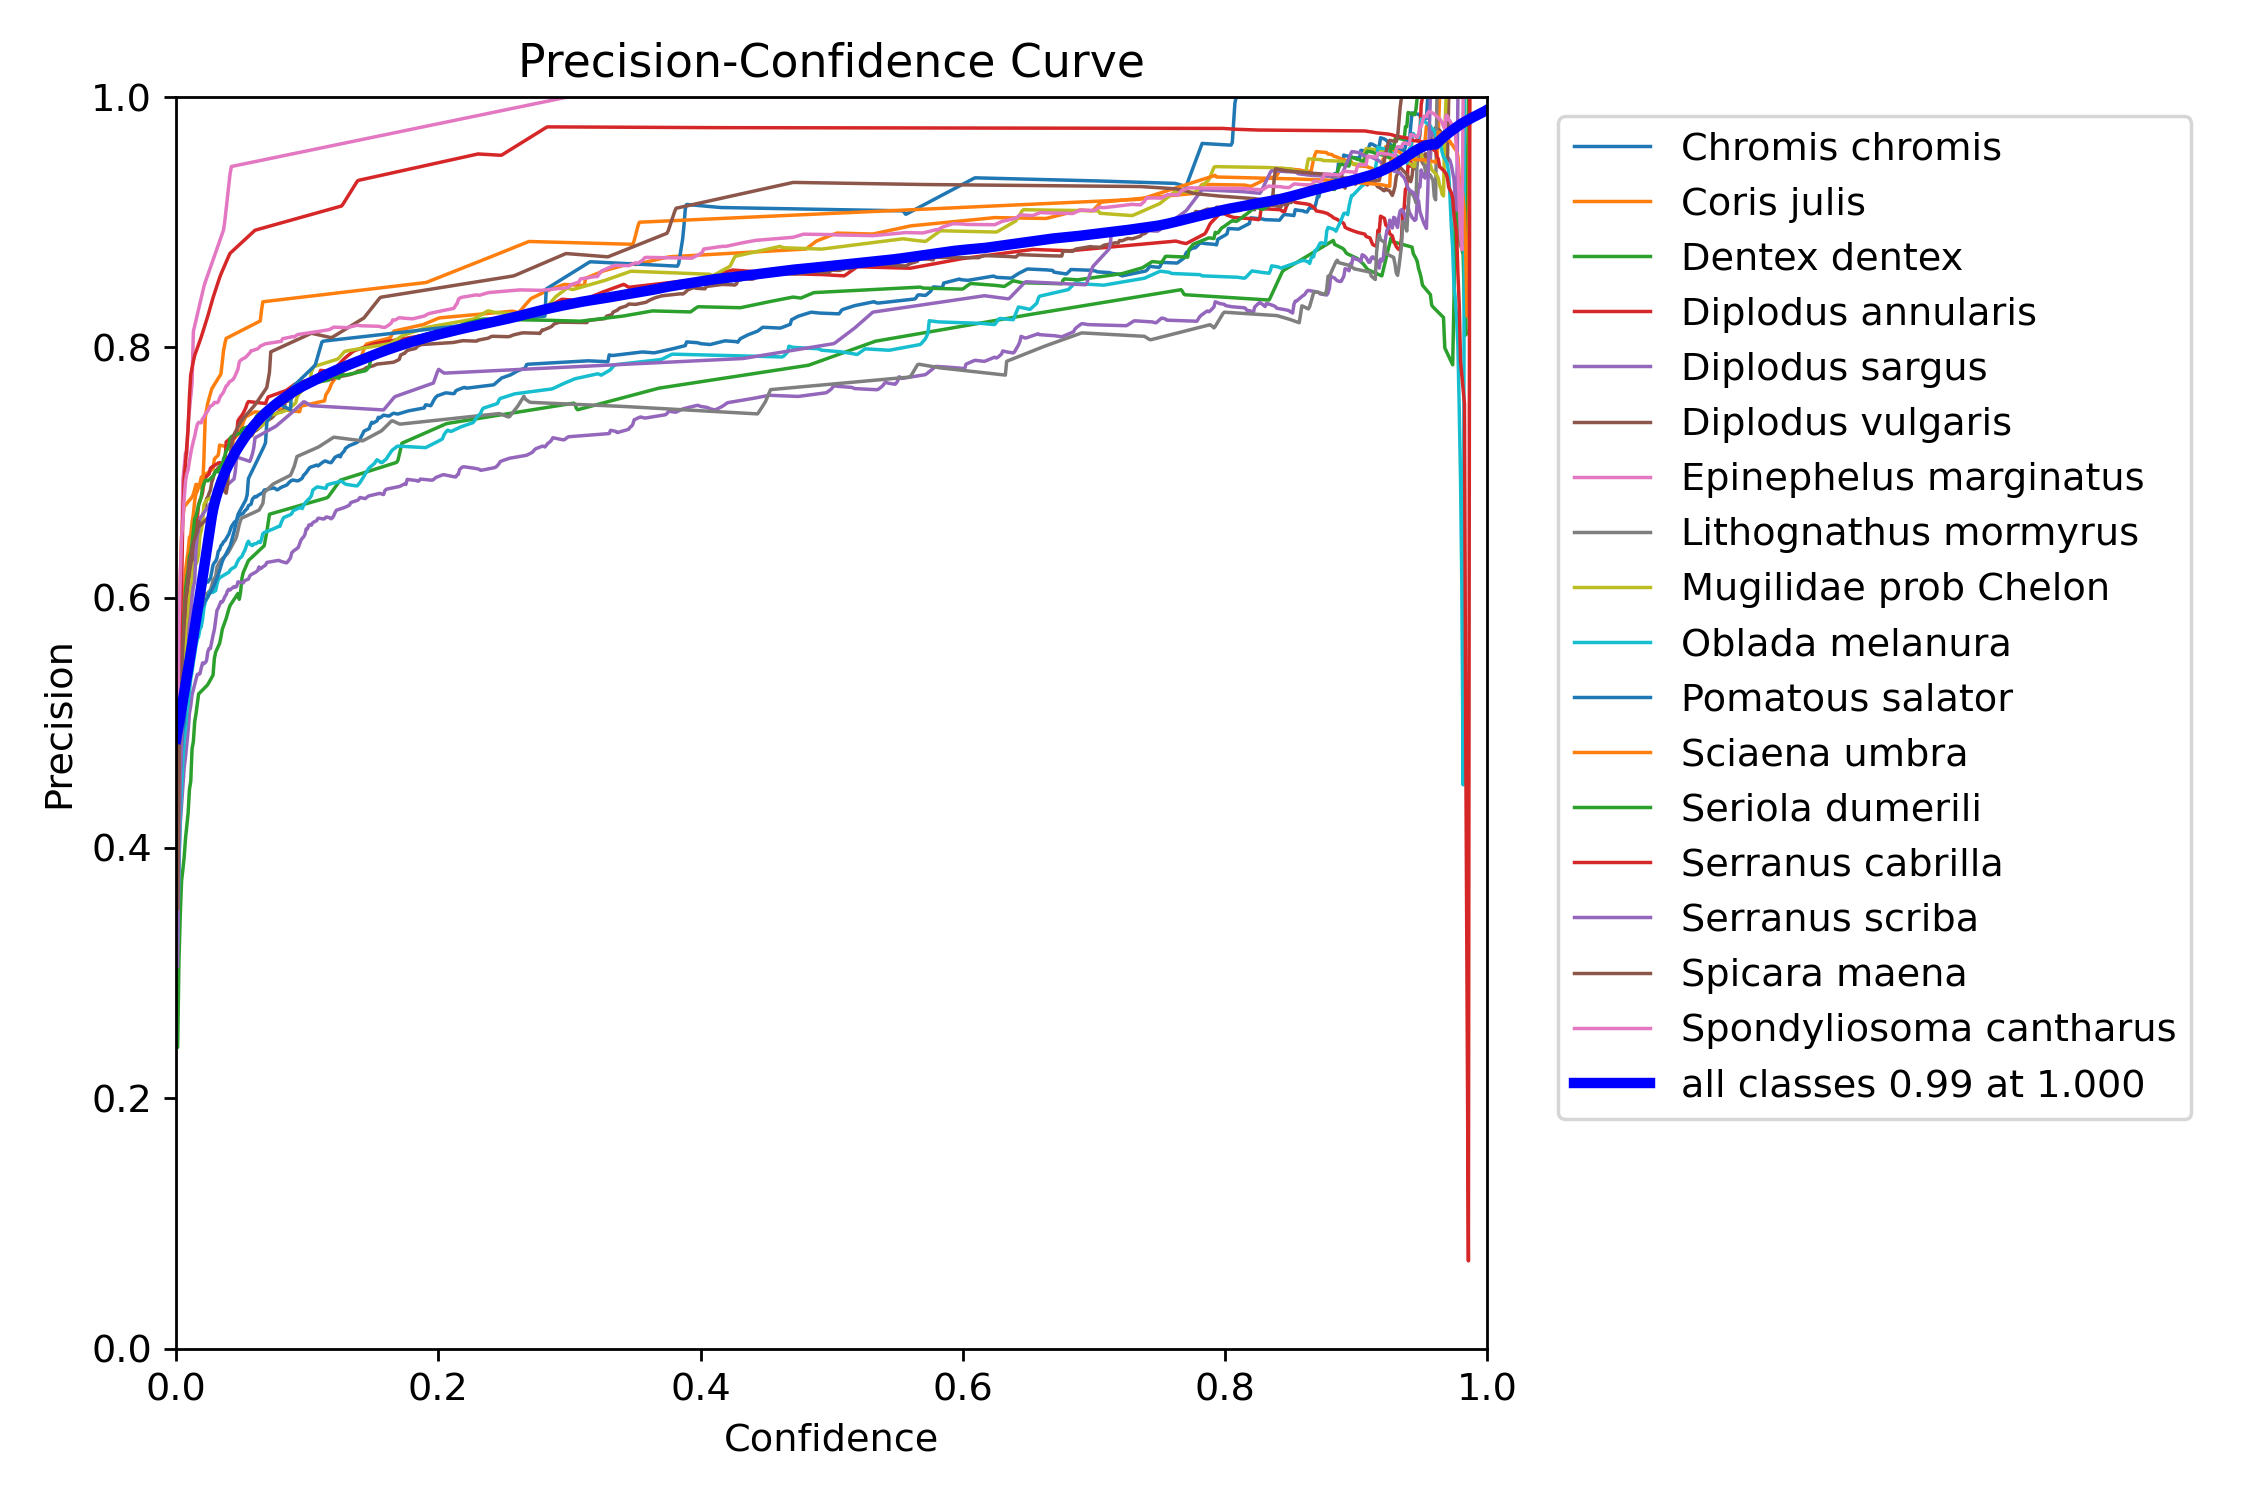 Precision-Confidence Curve
1.0
0.8
0.6
0.4
0.2
0.0
Precision
0.0 0.2 0.4 0.6 0.8 1.0
Confidence
Chromis chromis
Coris julis
Dentex dentex
Diplodus annularis
Diplodus sargus
Diplodus vulgaris
Epinephelus marginatus
Lithognathus mormyrus
Mugilidae prob Chelon
Oblada melanura
Pomatous salator
Sciaena umbra
Seriola dumerili
Serranus cabrilla
Serranus scriba
Spicara maena
Spondyliosoma cantharus
all classes 0.99 at 1.000